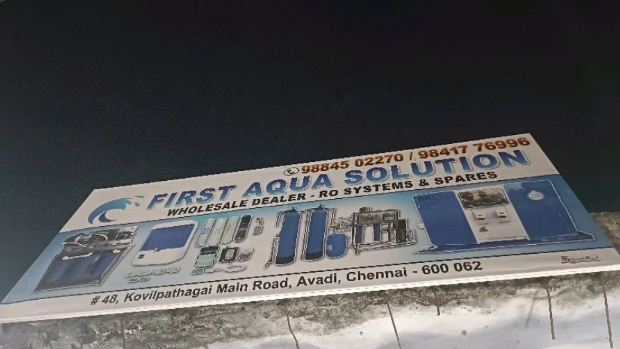 98845 02270 / 98417 76996
FIRST AQUA SOLUTION
WHOLESALE DEALER - RO SYSTEMS & SPARES
# 48, Kovilpathagai Main Road, Avadi, Chennai - 600 062